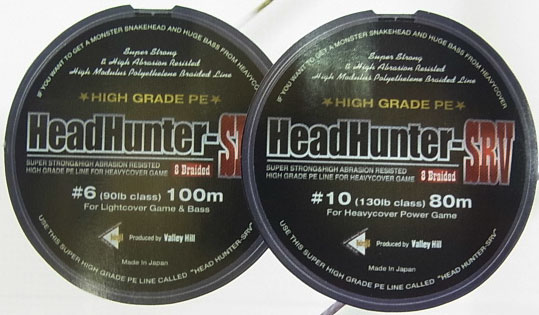 IF YOU WANT TO GET A MONSTER SNAKEHEAD AND HUGE BASS FROM HEAVYCOVER
Super Strong
& High Abrasion Resisted
High Modulus Polyethelene Braided Line
★HIGH GRADE PE★
HeadHunter-S
SUPER STRONG&HIGH ABRASION RESISTED
HIGH GRADE PE LINE FOR HEAVYCOVER GAME 8 Braided
#6 (90lb class) 100m
For Lightcover Game & Bass
Produced by Valley Hill
Made In Japan
USE THIS SUPER HIGH GRADE PE LINE CALLED "HEAD HUNTER-SRV"
IF YOU WANT TO GET A MONSTER SNAKEHEAD AND HUGE BASS FROM HEAVYCOVER
Super Strong
& High Abrasion Resisted
High Modulus Polyethelene Braided Line
★HIGH GRADE PE★
HeadHunter-SRV
SUPER STRONG&HIGH ABRASION RESISTED
HIGH GRADE PE LINE FOR HEAVYCOVER GAME 8 Braided
#10 (130lb class) 80m
For Heavycover Power Game
Produced by Valley Hill
Made In Japan
USE THIS SUPER HIGH GRADE PE LINE CALLED "HEAD HUNTER-SRV"